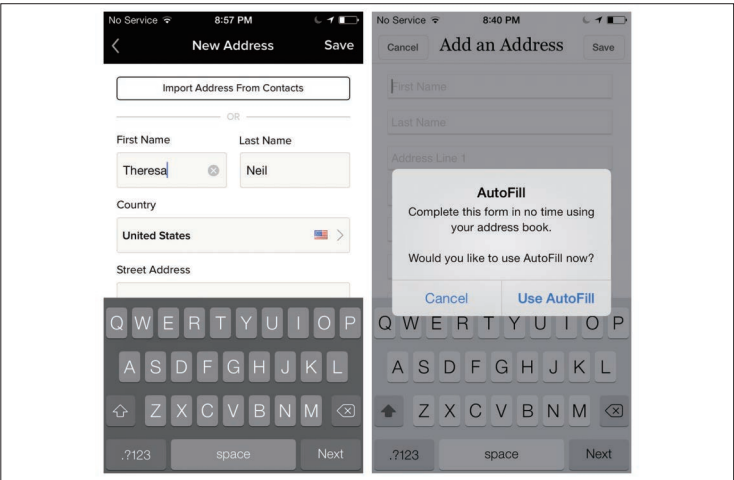 No Service 8:57 PM
New Address Save
Import Address From Contacts
OR
First Name Last Name
Theresa Neil
Country
United States
Street Address
Q W E R T Y U I O P
A S D F G H J K L
Z X C V B N M
.?123 space Next
No Service 8:40 PM
Cancel Add an Address Save
First Name
Last Name
Address Line 1
AutoFill
Complete this form in no time using
your address book.
Would you like to use AutoFill now?
Cancel Use AutoFill
Q W E R T Y U I O P
A S D F G H J K L
Z X C V B N M
.?123 space Next